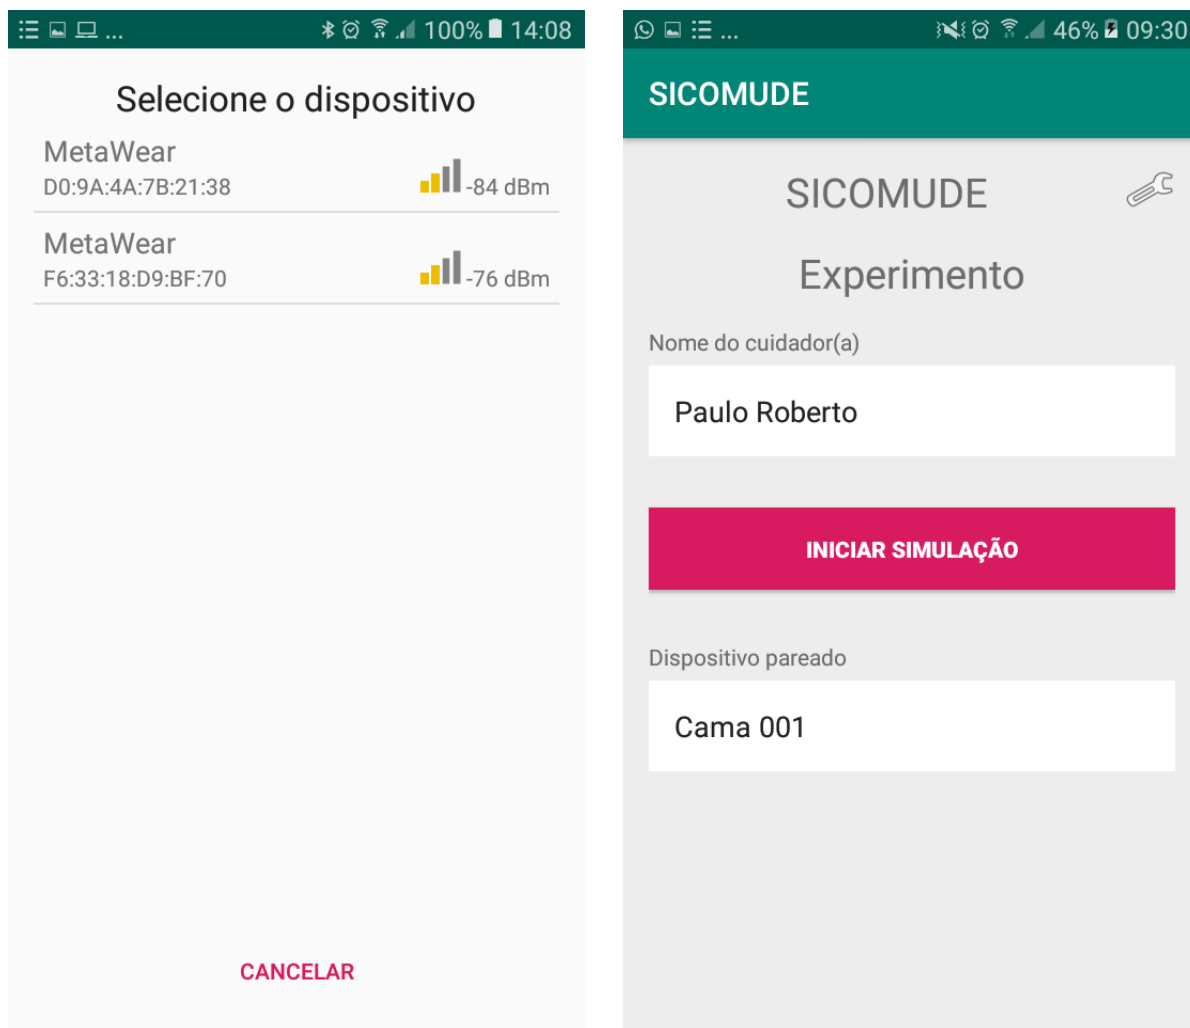 ... 100% 14:08
Selecione o dispositivo
MetaWear
D0:9A:4A:7B:21:38
-84 dBm
MetaWear
F6:33:18:D9:BF:70
-76 dBm
CANCELAR
... 46% 09:30
SICOMUDE
SICOMUDE
Experimento
Nome do cuidador(a)
Paulo Roberto
INICIAR SIMULAÇÃO
Dispositivo pareado
Cama 001